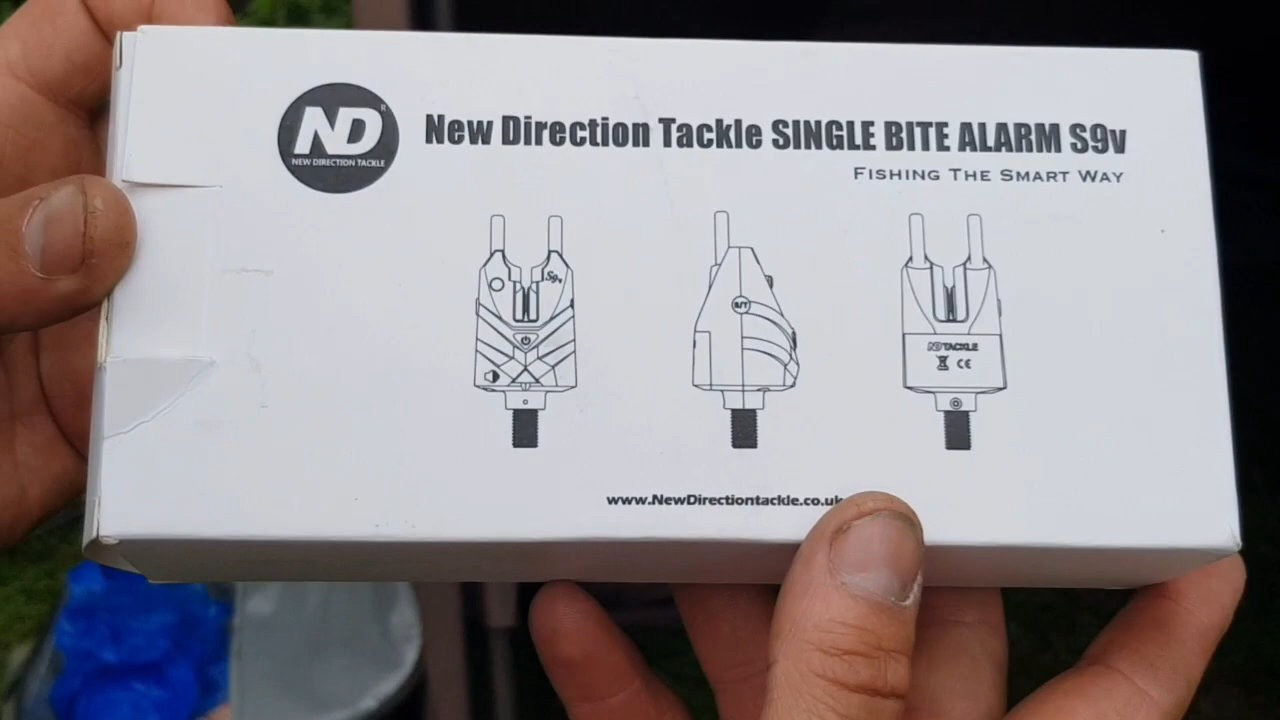 ND
R
NEW DIRECTION TACKLE
New Direction Tackle SINGLE BITE ALARM S9v
FISHING THE SMART WAY
S9v
R/T
ND TACKLE
CE
www.NewDirectiontackle.co.uk